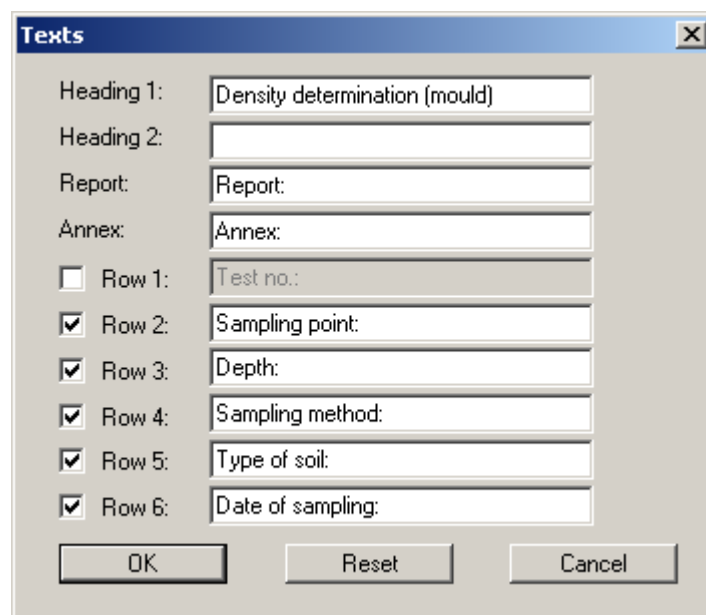 Texts
Heading 1: Density determination (mould)
Heading 2:
Report: Report:
Annex: Annex:
Row 1: Test no.:
Row 2: Sampling point:
Row 3: Depth:
Row 4: Sampling method:
Row 5: Type of soil:
Row 6: Date of sampling:
OK Reset Cancel